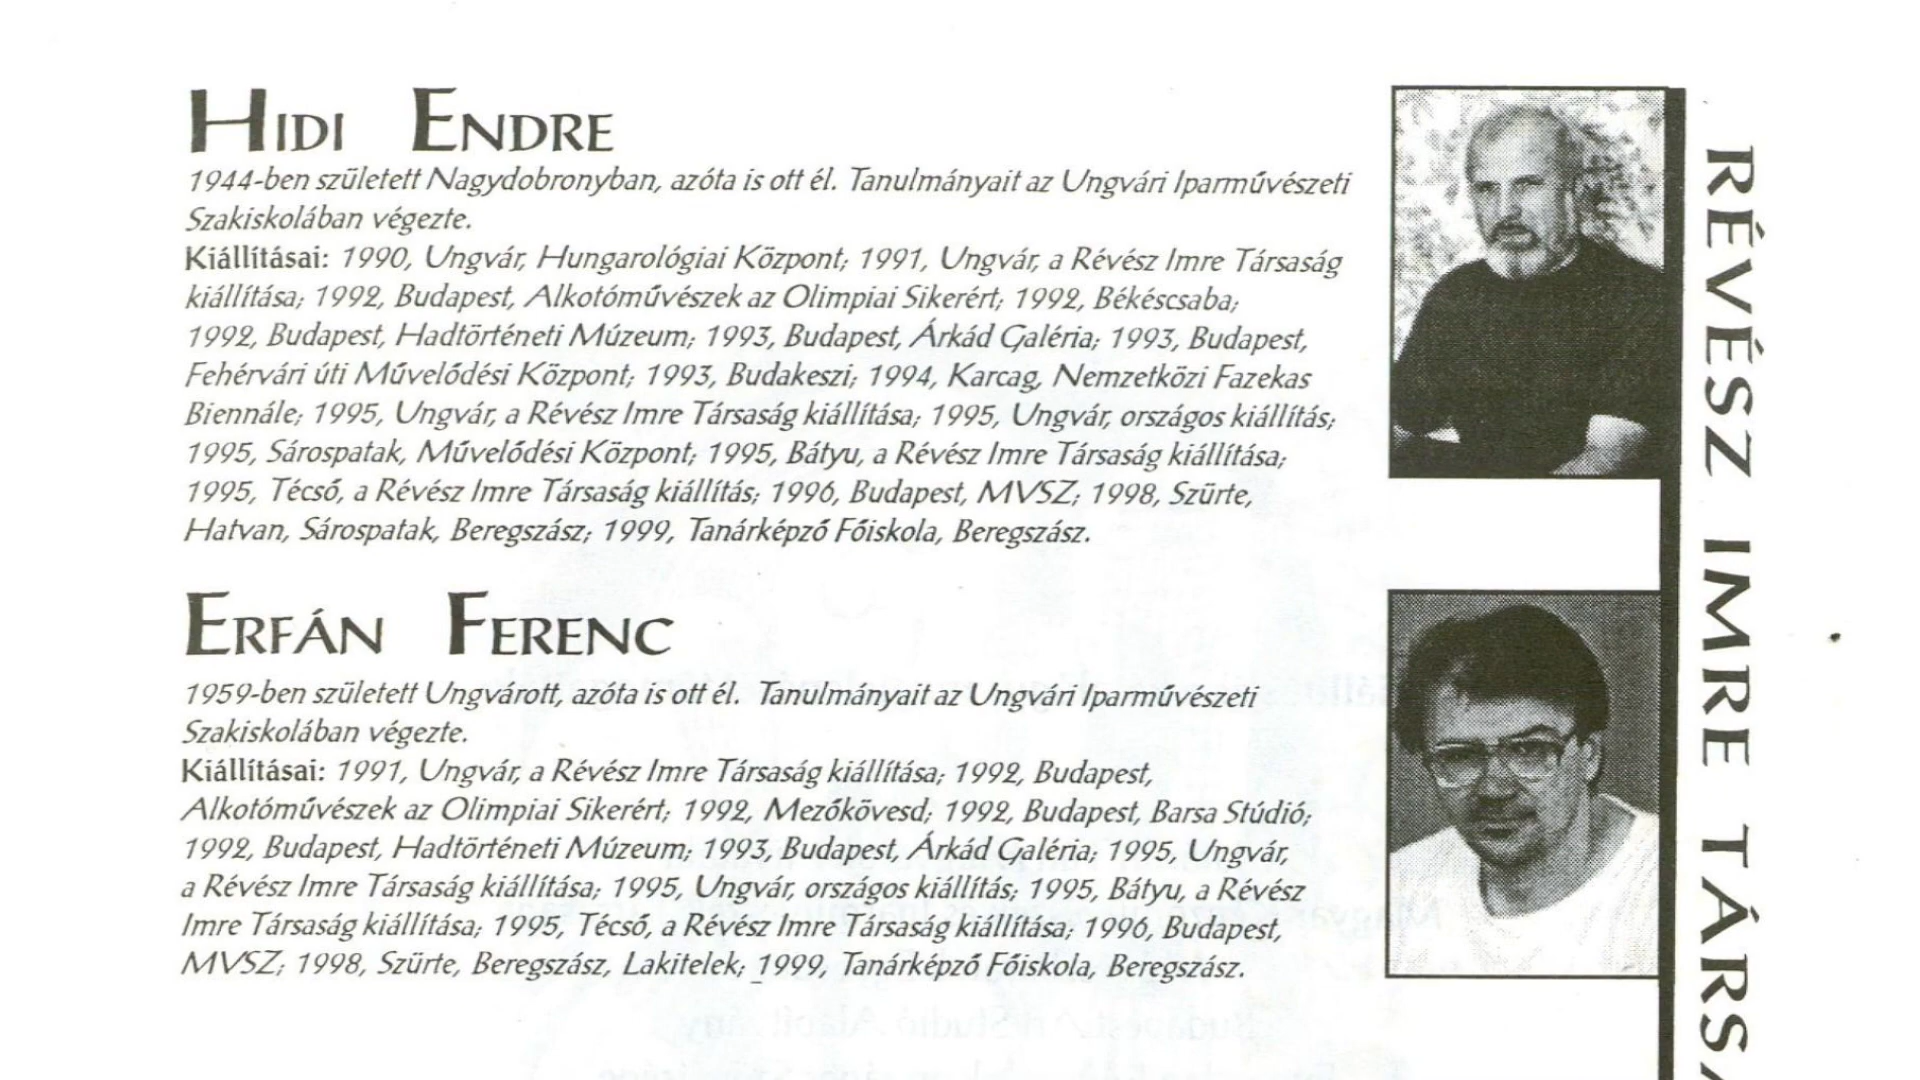 HIDI ENDRE
1944-ben született Nagydobronyban, azóta is ott él. Tanulmányait az Ungvári Iparművészeti
Szakiskolában végezte.
Kiállításai: 1990, Ungvár, Hungarológiai Központ; 1991, Ungvár, a Révész Imre Társaság
kiállítása; 1992, Budapest, Alkotóművészek az Olimpiai Sikerért; 1992, Békéscsaba;
1992, Budapest, Hadtörténeti Múzeum; 1993, Budapest, Árkád Galéria; 1993, Budapest,
Fehérvári úti Művelődési Központ; 1993, Budakeszi; 1994, Karcag, Nemzetközi Fazekas
Biennále; 1995, Ungvár, a Révész Imre Társaság kiállítása; 1995, Ungvár, országos kiállítás;
1995, Sárospatak, Művelődési Központ; 1995, Bátyu, a Révész Imre Társaság kiállítása;
1995, Técső, a Révész Imre Társaság kiállítás; 1996, Budapest, MVSZ; 1998, Szürte,
Hatvan, Sárospatak, Beregszász; 1999, Tanárképző Főiskola, Beregszász.
ERFÁN FERENC
1959-ben született Ungvárott, azóta is ott él. Tanulmányait az Ungvári Iparművészeti
Szakiskolában végezte.
Kiállításai: 1991, Ungvár, a Révész Imre Társaság kiállítása; 1992, Budapest,
Alkotóművészek az Olimpiai Sikerért; 1992, Mezőkövesd; 1992, Budapest, Barsa Stúdió;
1992, Budapest, Hadtörténeti Múzeum; 1993, Budapest, Árkád Galéria; 1995, Ungvár,
a Révész Imre Társaság kiállítása; 1995, Ungvár, országos kiállítás; 1995, Bátyu, a Révész
Imre Társaság kiállítása; 1995, Técső, a Révész Imre Társaság kiállítása; 1996, Budapest,
MVSZ; 1998, Szürte, Beregszász, Lakitelek; 1999, Tanárképző Főiskola, Beregszász.
RÉVÉSZ IMRE TÁRSA